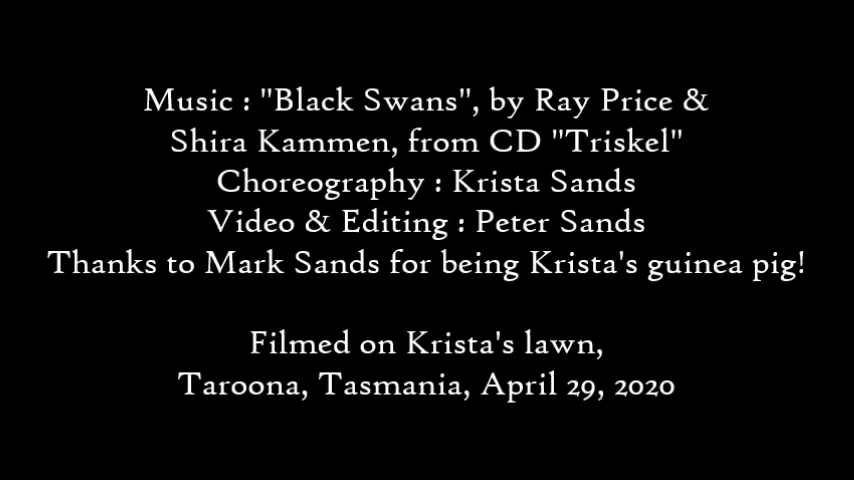 Music : "Black Swans", by Ray Price &
Shira Kammen, from CD "Triskel"
Choreography : Krista Sands
Video & Editing : Peter Sands
Thanks to Mark Sands for being Krista's guinea pig!
Filmed on Krista's lawn,
Taroona, Tasmania, April 29, 2020